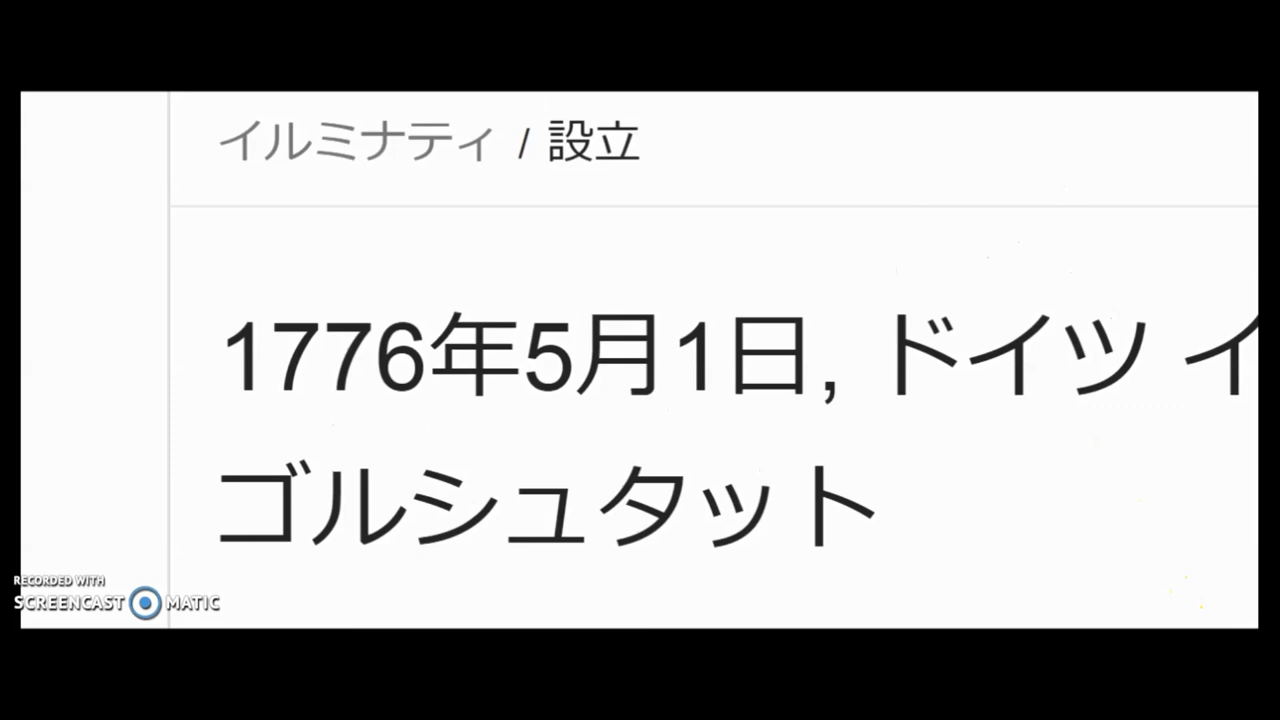 イルミナティ / 設立
1776年5月1日, ドイツ イ
ゴルシュタット
RECORDED WITH
SCREENCAST MATIC